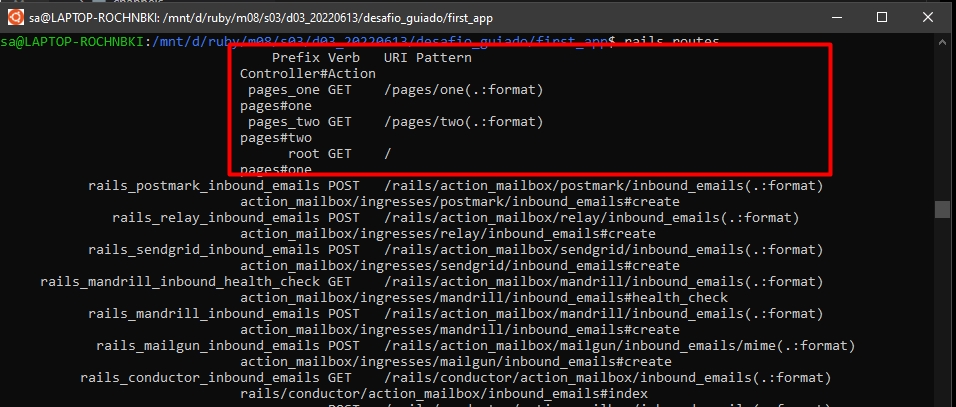 sa@LAPTOP-ROCHNBKI: /mnt/d/ruby/m08/s03/d03_20220613/desafio_guiado/first_app
sa@LAPTOP-ROCHNBKI:/mnt/d/ruby/m08/s03/d03_20220613/desafio_guiado/first_app$ rails routes
Prefix Verb URI Pattern
Controller#Action
pages_one GET /pages/one(.:format)
pages#one
pages_two GET /pages/two(.:format)
pages#two
root GET /
pages#one
rails_postmark_inbound_emails POST /rails/action_mailbox/postmark/inbound_emails(.:format)
action_mailbox/ingresses/postmark/inbound_emails#create
rails_relay_inbound_emails POST /rails/action_mailbox/relay/inbound_emails(.:format)
action_mailbox/ingresses/relay/inbound_emails#create
rails_sendgrid_inbound_emails POST /rails/action_mailbox/sendgrid/inbound_emails(.:format)
action_mailbox/ingresses/sendgrid/inbound_emails#create
rails_mandrill_inbound_health_check GET /rails/action_mailbox/mandrill/inbound_emails(.:format)
action_mailbox/ingresses/mandrill/inbound_emails#health_check
rails_mandrill_inbound_emails POST /rails/action_mailbox/mandrill/inbound_emails(.:format)
action_mailbox/ingresses/mandrill/inbound_emails#create
rails_mailgun_inbound_emails POST /rails/action_mailbox/mailgun/inbound_emails/mime(.:format)
action_mailbox/ingresses/mailgun/inbound_emails#create
rails_conductor_inbound_emails GET /rails/conductor/action_mailbox/inbound_emails(.:format)
rails/conductor/action_mailbox/inbound_emails#index